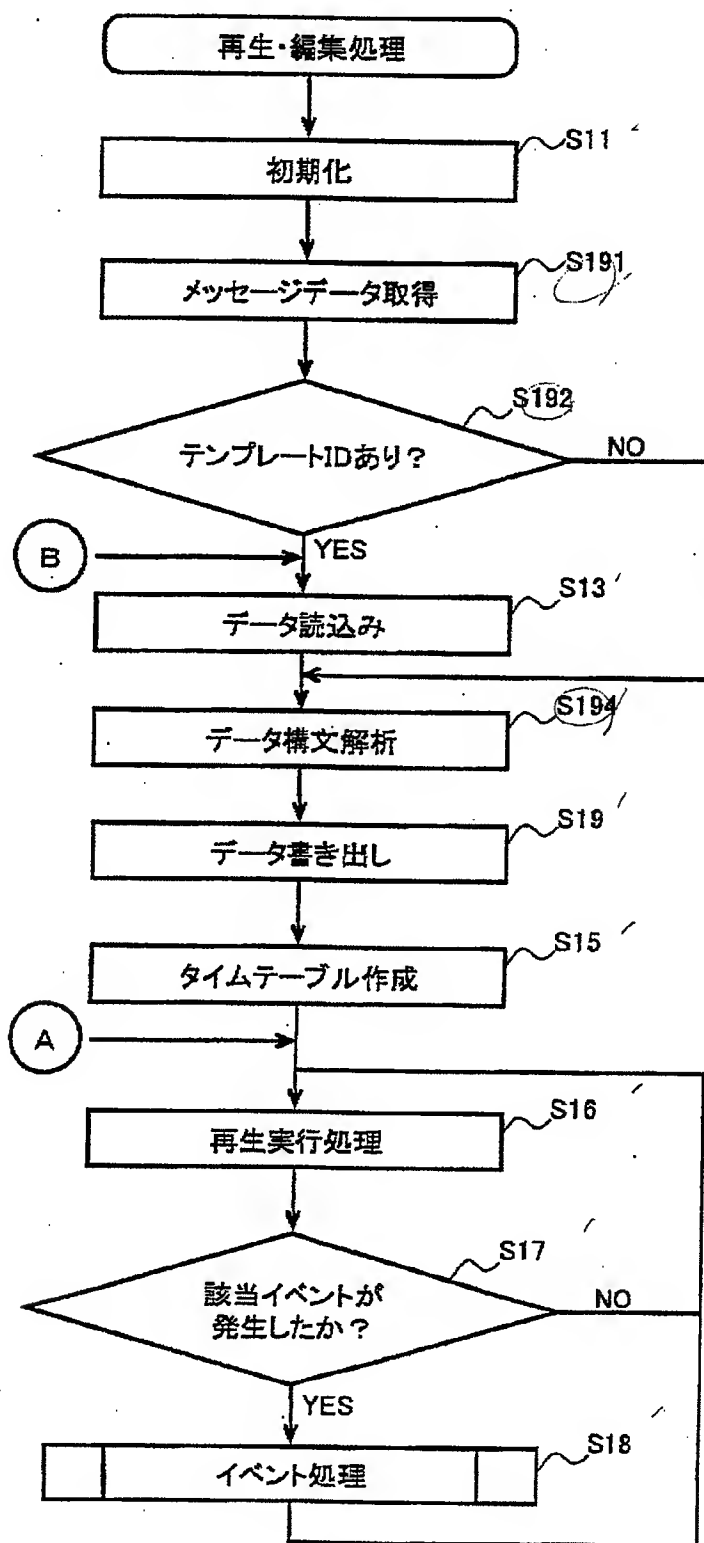 再生・編集処理
S11
初期化
S191
メッセージデータ取得
S192
テンプレートIDあり？
NO
YES
B
S13
データ読込み
S194
データ構文解析
S19
データ書き出し
S15
タイムテーブル作成
A
S16
再生実行処理
S17
該当イベントが
発生したか？
NO
YES
S18
イベント処理